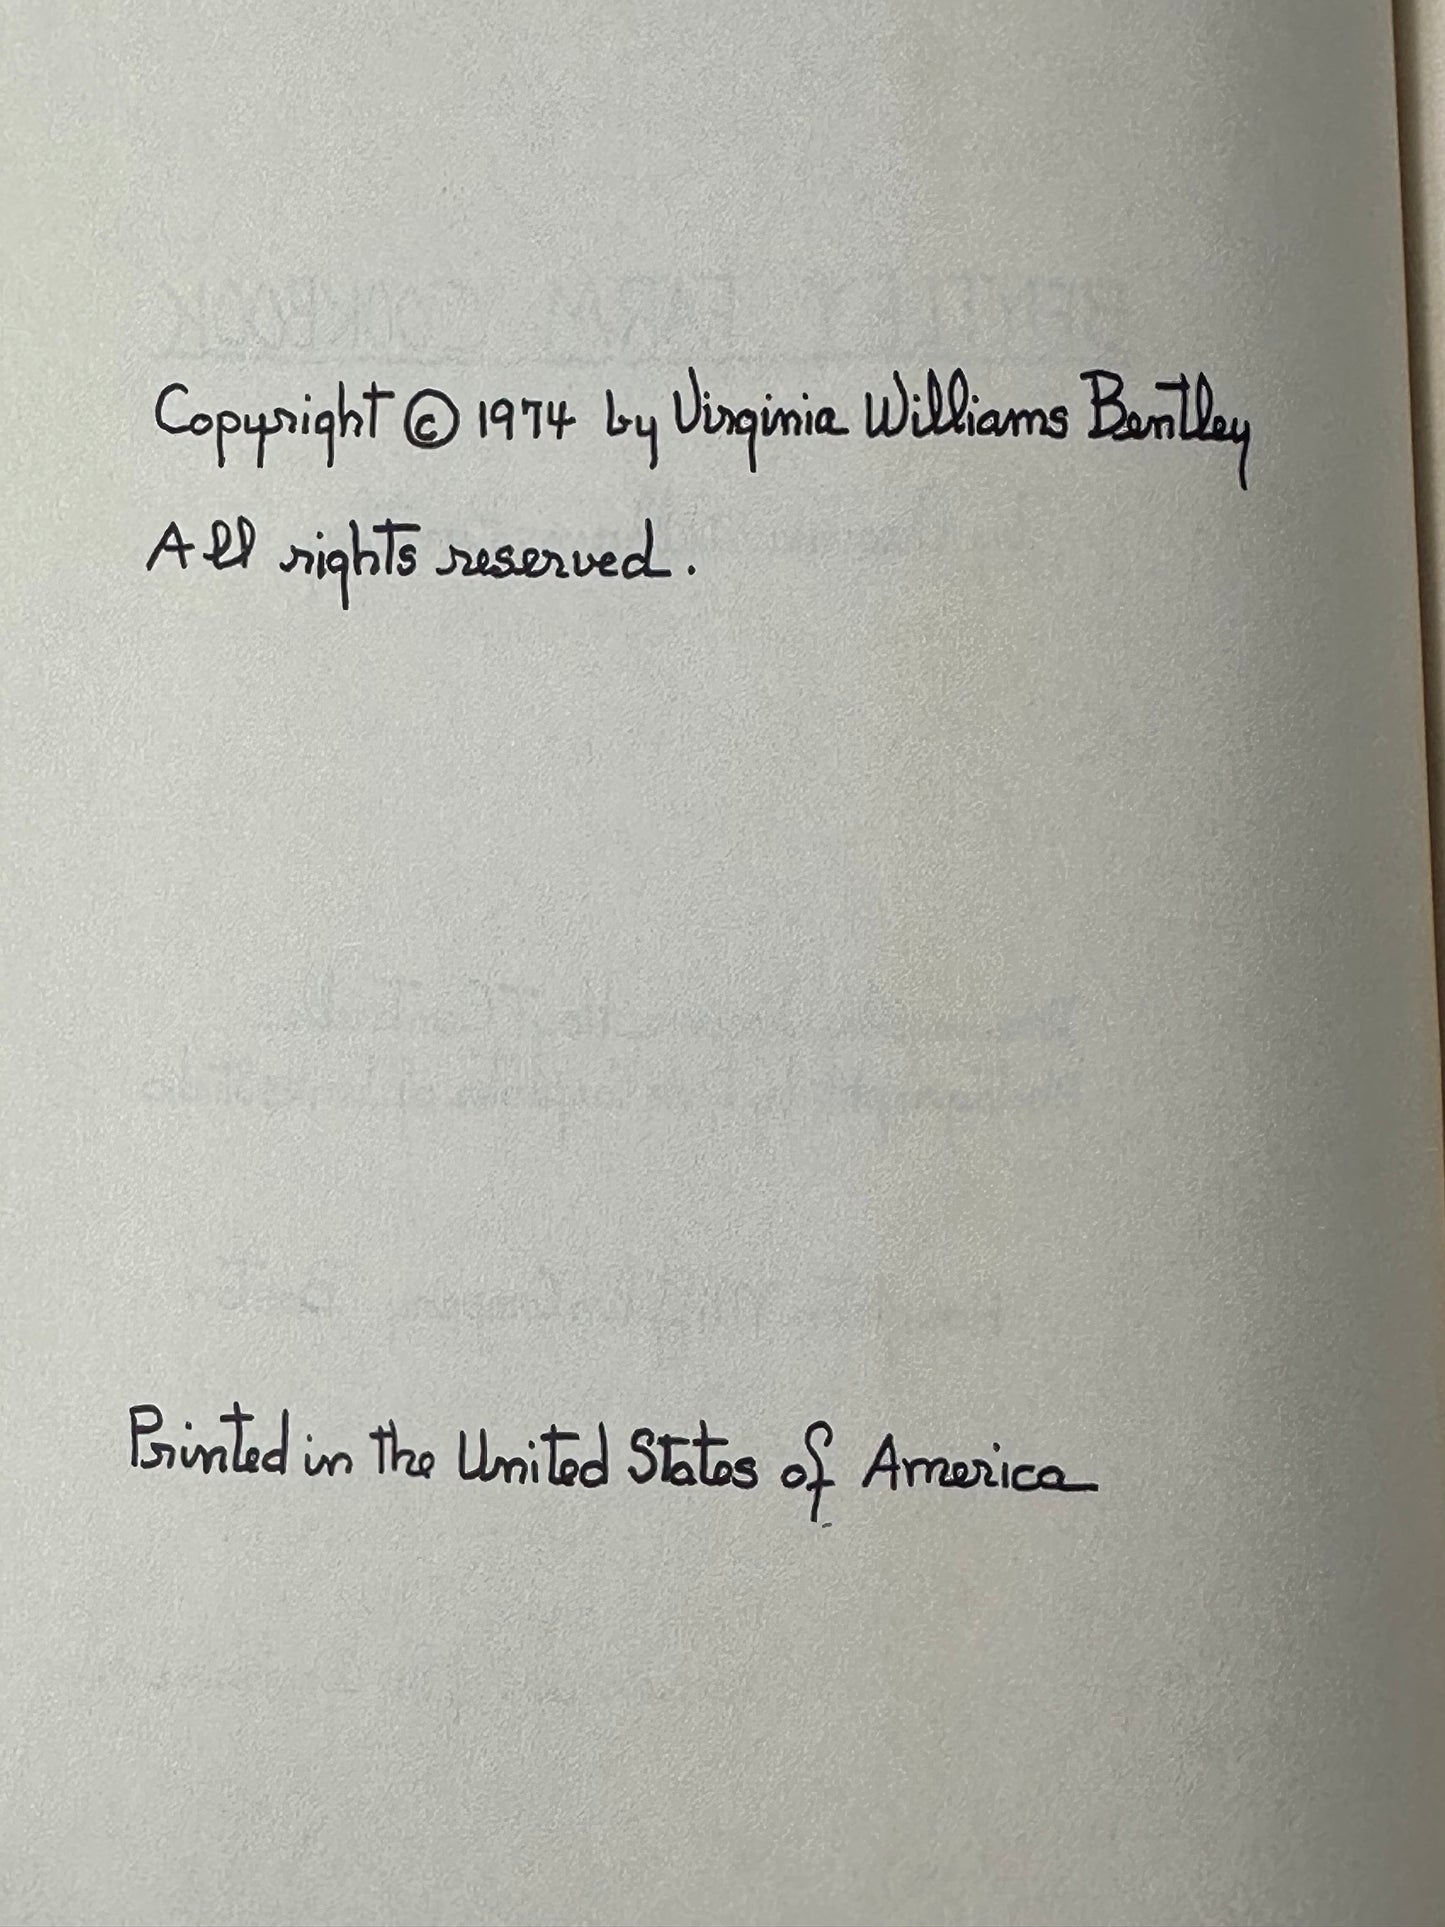 Copyright © 1974 by Virginia Williams Bentley
All rights reserved.
Printed in the United States of America